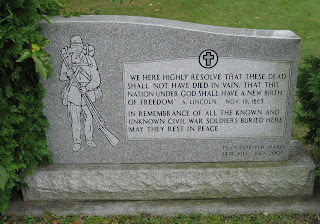 "WE HERE HIGHLY RESOLVE THAT THESE DEAD
SHALL NOT HAVE DIED IN VAIN, THAT THIS
NATION UNDER GOD SHALL HAVE A NEW BIRTH
OF FREEDOM" A. LINCOLN NOV. 19, 1863
IN REMEMBRANCE OF ALL THE KNOWN AND
UNKNOWN CIVIL WAR SOLDIERS BURIED HERE
MAY THEY REST IN PEACE